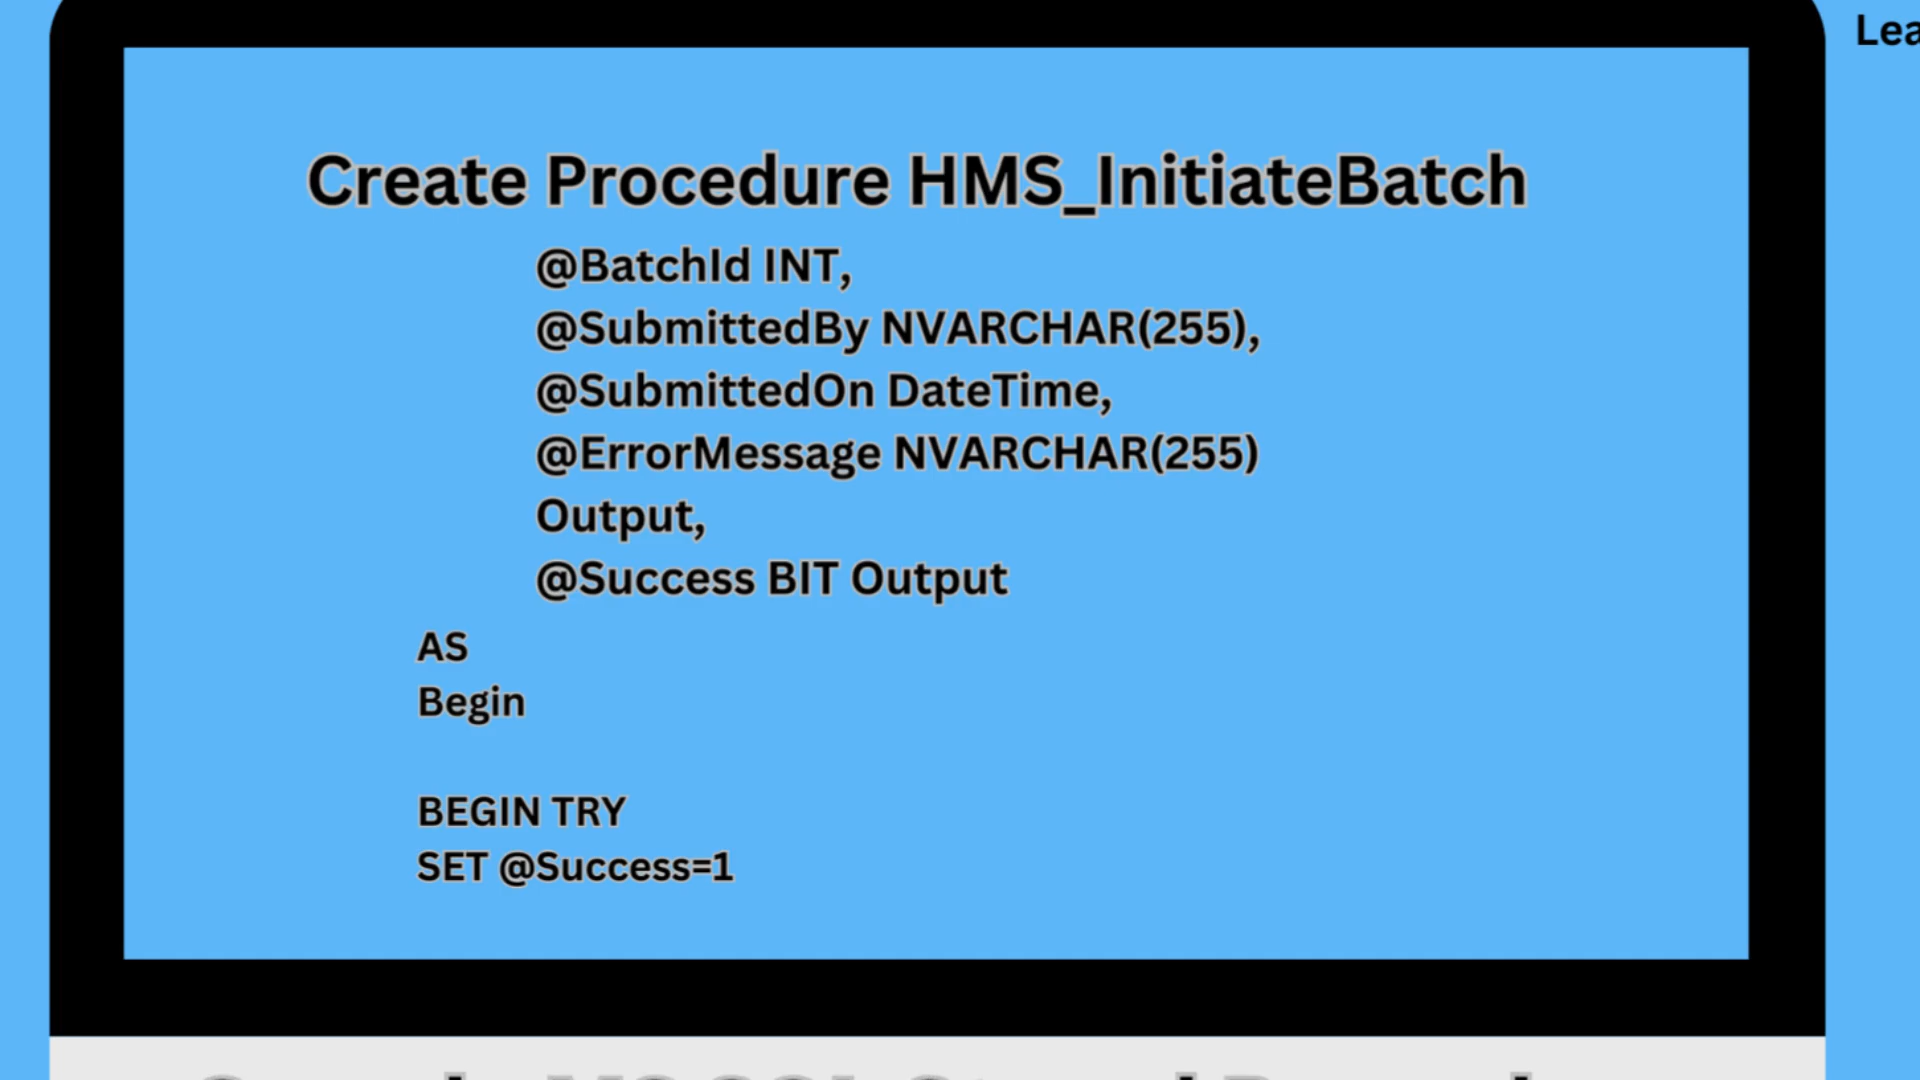 Create Procedure HMS_InitiateBatch
@BatchId INT,
@SubmittedBy NVARCHAR(255),
@SubmittedOn DateTime,
@ErrorMessage NVARCHAR(255)
Output,
@Success BIT Output
AS
Begin
BEGIN TRY
SET @Success=1